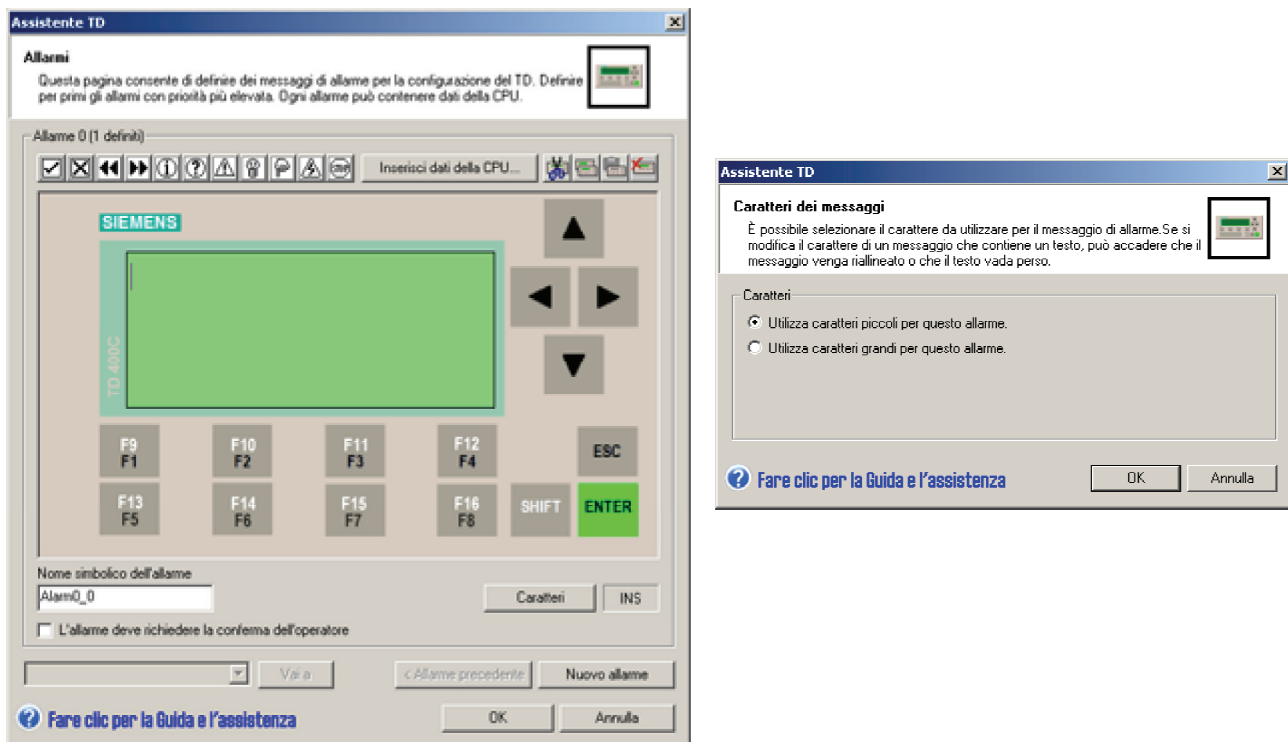 Assistente TD
Allarmi
Questa pagina consente di definire dei messaggi di allarme per la configurazione del TD. Definire
per primi gli allarmi con priorità più elevata. Ogni allarme può contenere dati della CPU.
Allarme 0 (1 definiti)
Inserisci dati della CPU...
SIEMENS
TD 400C
F9
F1
F10
F2
F11
F3
F12
F4
ESC
F13
F5
F14
F6
F15
F7
F16
F8
SHIFT
ENTER
Nome simbolico dell'allarme
Alarm0_0
Caratteri
INS
L'allarme deve richiedere la conferma dell'operatore
Vai a
< Allarme precedente
Nuovo allarme
Fare clic per la Guida e l'assistenza
OK
Annulla
Assistente TD
Caratteri dei messaggi
È possibile selezionare il carattere da utilizzare per il messaggio di allarme.Se si
modifica il carattere di un messaggio che contiene un testo, può accadere che il
messaggio venga riallineato o che il testo vada perso.
Caratteri
Utilizza caratteri piccoli per questo allarme.
Utilizza caratteri grandi per questo allarme.
Fare clic per la Guida e l'assistenza
OK
Annulla